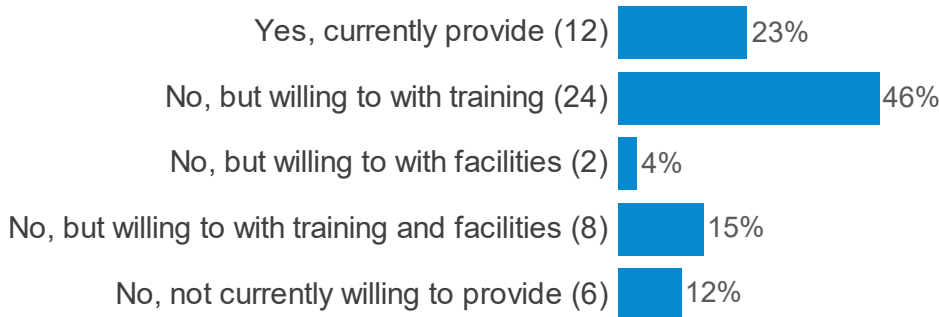 Yes, currently provide (12) 23%
No, but willing to with training (24) 46%
No, but willing to with facilities (2) 4%
No, but willing to with training and facilities (8) 15%
No, not currently willing to provide (6) 12%